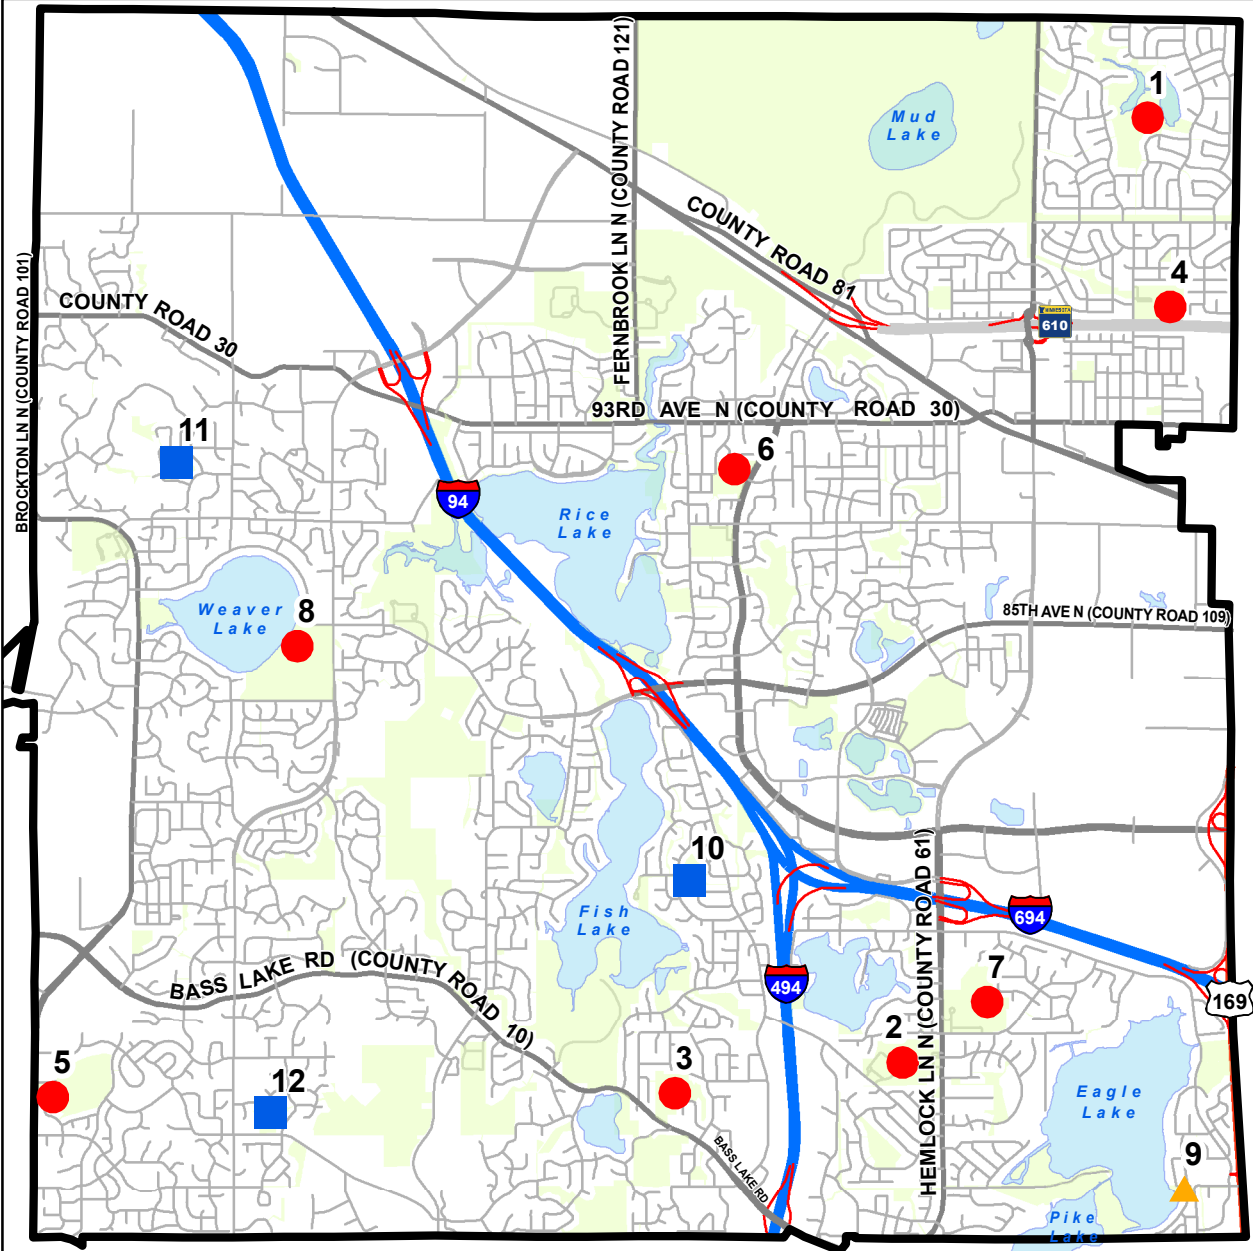 FERNBROOK LN N (COUNTY ROAD 121)
1
Mud
Lake
COUNTY ROAD 81
BROCKTON LN N (COUNTY ROAD 101)
4
COUNTY ROAD 30
MINNESOTA
610
93RD AVE N (COUNTY ROAD 30)
11
6
94
Rice
Lake
Weaver
Lake
8
85TH AVE N (COUNTY ROAD 109)
10
HEMLOCK LN N (COUNTY ROAD 61)
Fish
Lake
694
BASS LAKE RD (COUNTY ROAD 10)
494
7
169
2
3
5
12
Eagle
Lake
BASS LAKE RD
9
Pike
Lake